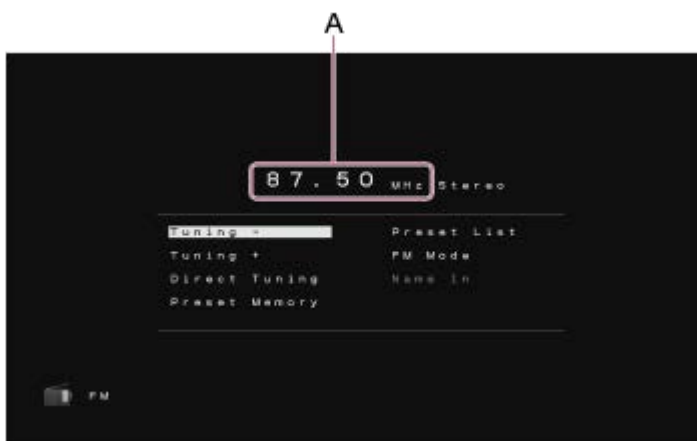 A
87.50 MHz Stereo
Tuning -
Tuning +
Direct Tuning
Preset Memory
Preset List
FM Mode
Name In
FM